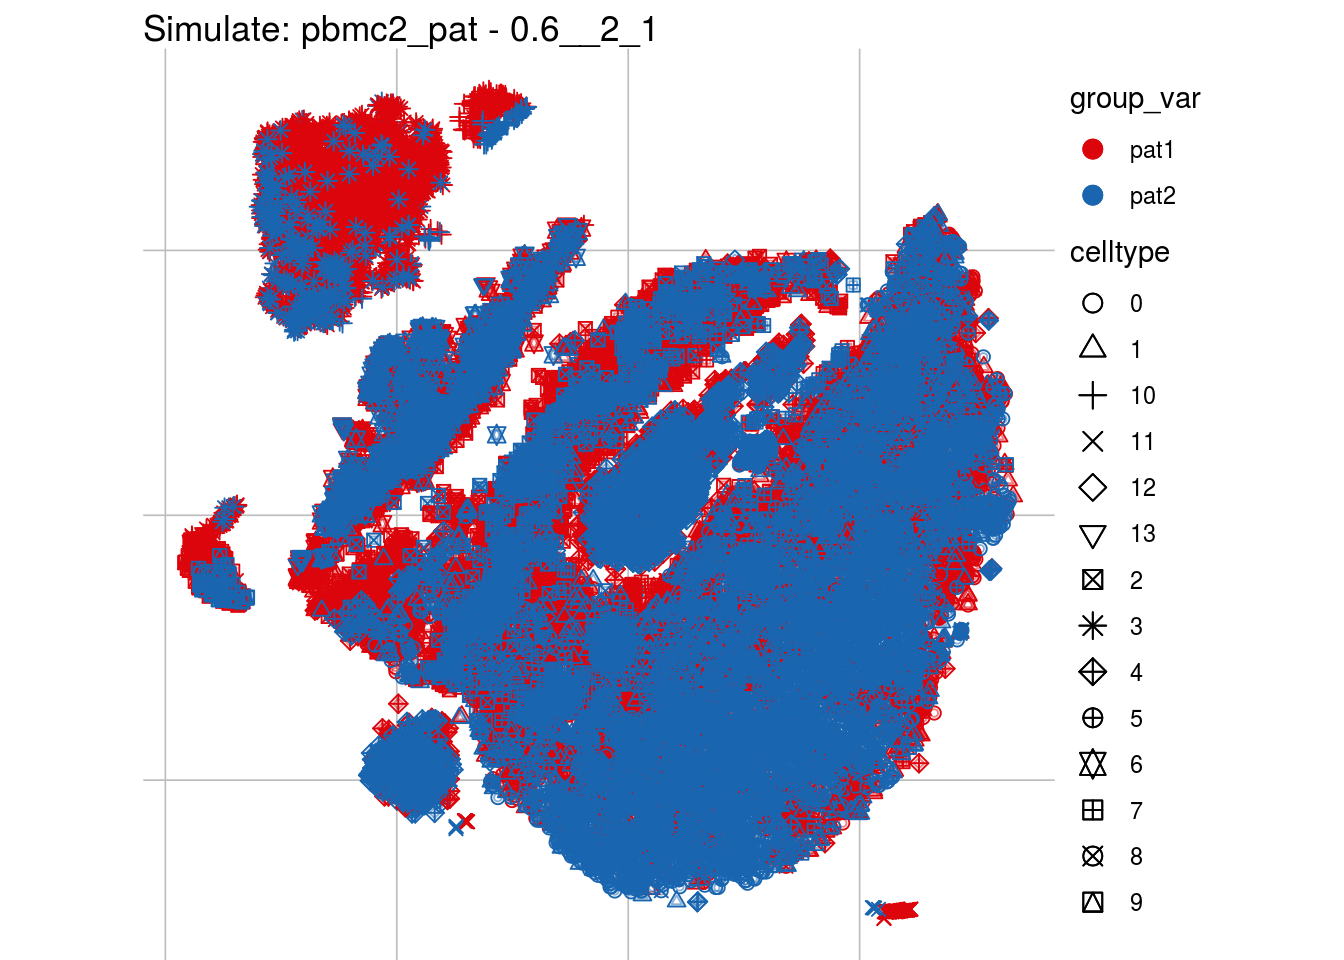 Simulate: pbmc2_pat - 0.6__2_1
group_var
pat1
pat2
celltype
0
1
10
11
12
13
2
3
4
5
6
7
8
9